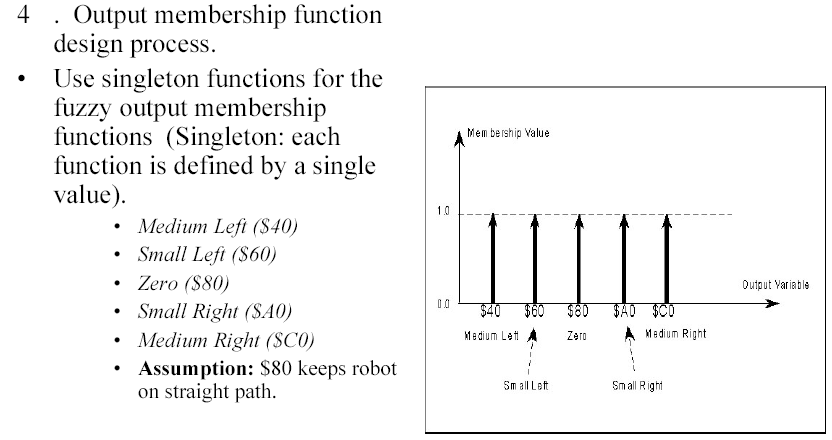 4 . Output membership function
design process.
• Use singleton functions for the
fuzzy output membership
functions (Singleton: each
function is defined by a single
value).
• Medium Left ($40)
• Small Left ($60)
• Zero ($80)
• Small Right ($A0)
• Medium Right ($C0)
• Assumption: $80 keeps robot
on straight path.
Membership Value
1.0
Output Variable
0.0
$40 $60 $80 $A0 $C0
Medium Left Zero Medium Right
Small Left Small Right